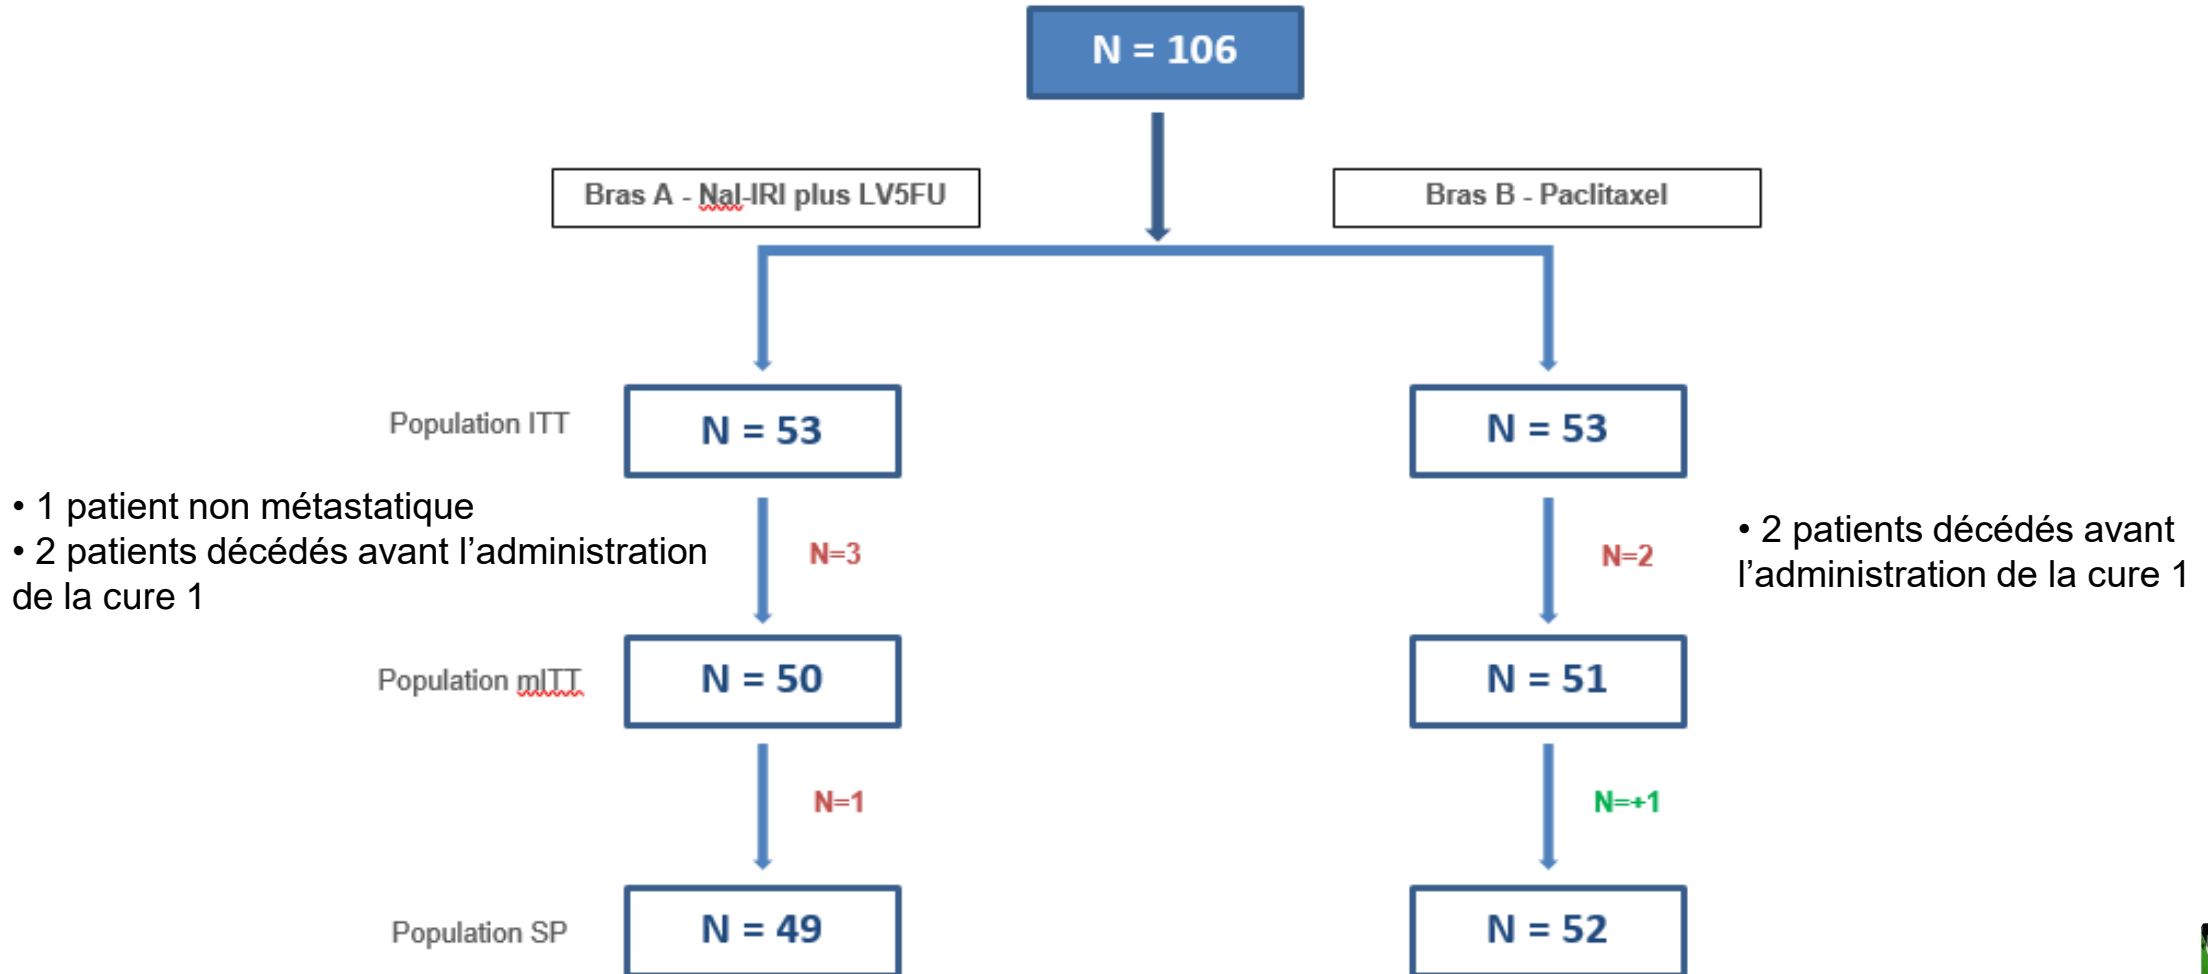 N = 106
Bras A - Nal-IRI plus LV5FU
Bras B - Paclitaxel
Population ITT
N = 53
N = 53
• 1 patient non métastatique
• 2 patients décédés avant l’administration
de la cure 1
N=3
N=2
• 2 patients décédés avant
l’administration de la cure 1
Population mITT
N = 50
N = 51
N=1
N=+1
Population SP
N = 49
N = 52